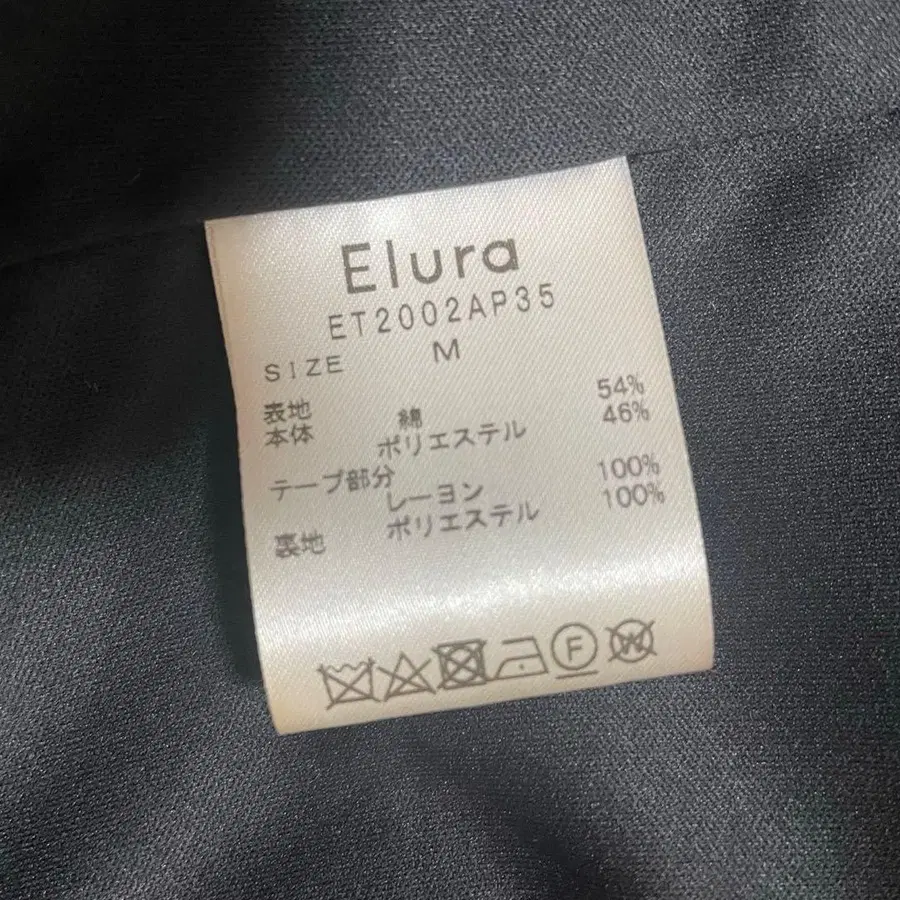 Elura
ET2002AP35
SIZE M
表地
本体 綿 54%
ポリエステル 46%
テープ部分
レーヨン 100%
裏地 ポリエステル 100%
F
W